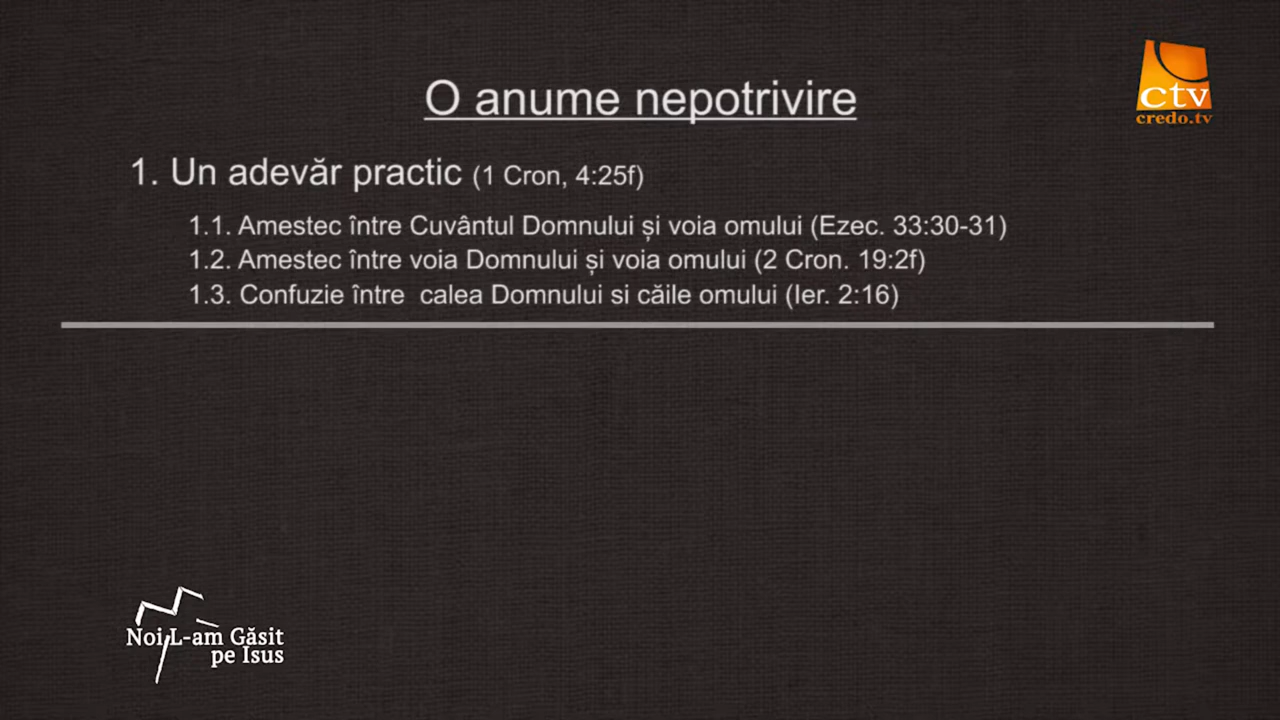 O anume nepotrivire
ctv
credo.tv
1. Un adevăr practic (1 Cron, 4:25f)
1.1. Amestec între Cuvântul Domnului și voia omului (Ezec. 33:30-31)
1.2. Amestec între voia Domnului și voia omului (2 Cron. 19:2f)
1.3. Confuzie între  calea Domnului si căile omului (Ier. 2:16)
Noi L-am Găsit
pe Isus